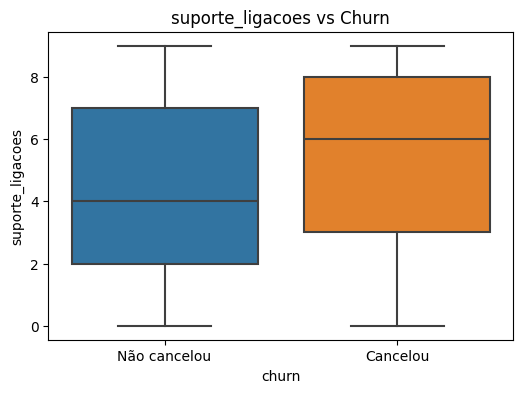 suporte_ligacoes vs Churn
suporte_ligacoes
8
6
4
2
0
Não cancelou
Cancelou
churn